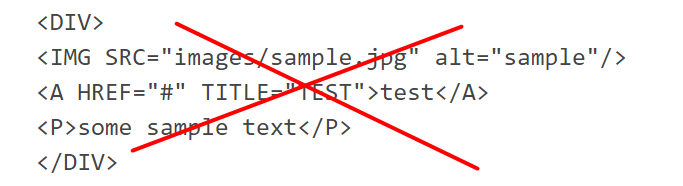 <DIV>
<IMG SRC="images/sample.jpg" alt="sample"/>
<A HREF="#" TITLE="TEST">test</A>
<P>some sample text</P>
</DIV>